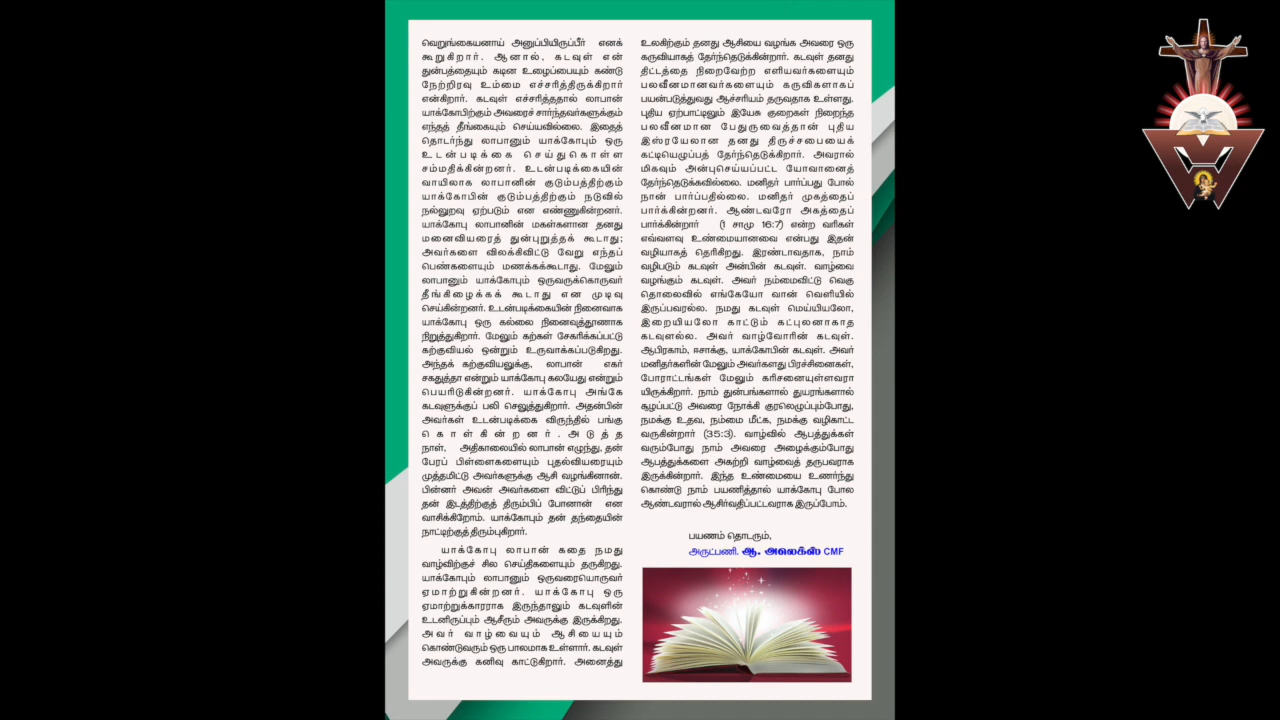 வெறுங்கையனாய் அனுப்பியிருப்பீர் எனக்
கூறுகிறார். ஆனால், கடவுள் என்
துன்பத்தையும் கடின உழைப்பையும் கண்டு
நேற்றிரவு உம்மை எச்சரித்திருக்கிறார்
என்கிறார். கடவுள் எச்சரித்ததால் லாபான்
யாக்கோபிற்கும் அவரைச் சார்ந்தவர்களுக்கும்
எந்தத் தீங்கையும் செய்யவில்லை. இதைத்
தொடர்ந்து லாபானும் யாக்கோபும் ஒரு
உடன்படிக்கை செய்துகொள்ள
சம்மதிக்கின்றனர். உடன்படிக்கையின்
வாயிலாக லாபானின் குடும்பத்திற்கும்
யாக்கோபின் குடும்பத்திற்கும் நடுவில்
நல்லுறவு ஏற்படும் என எண்ணுகின்றனர்.
யாக்கோபு லாபானின் மகள்களான தனது
மனைவியரைத் துன்புறுத்தக் கூடாது;
அவர்களை விலக்கிவிட்டு வேறு எந்தப்
பெண்களையும் மணக்கக்கூடாது. மேலும்
லாபானும் யாக்கோபும் ஒருவருக்கொருவர்
தீங்கிழைக்கக் கூடாது என முடிவு
செய்கின்றனர். உடன்படிக்கையின் நினைவாக
யாக்கோபு ஒரு கல்லை நினைவுத்தூணாக
நிறுத்துகிறார். மேலும் கற்கள் சேகரிக்கப்பட்டு
கற்குவியல் ஒன்றும் உருவாக்கப்படுகிறது.
அந்தக் கற்குவியலுக்கு, லாபான் எகர்
சகதுத்தா என்றும் யாக்கோபு கலயேது என்றும்
பெயரிடுகின்றனர். யாக்கோபு அங்கே
கடவுளுக்குப் பலி செலுத்துகிறார். அதன்பின்
அவர்கள் உடன்படிக்கை விருந்தில் பங்கு
கொள்கின்றனர். அடுத்த
நாள், அதிகாலையில் லாபான் எழுந்து, தன்
பேரப் பிள்ளைகளையும் புதல்வியரையும்
முத்தமிட்டு அவர்களுக்கு ஆசி வழங்கினான்.
பின்னர் அவன் அவர்களை விட்டுப் பிரிந்து
தன் இடத்திற்குத் திரும்பிப் போனான் என
வாசிக்கிறோம். யாக்கோபும் தன் தந்தையின்
நாட்டிற்குத் திரும்புகிறார்.
யாக்கோபு லாபான் கதை நமது
வாழ்விற்குச் சில செய்திகளையும் தருகிறது.
யாக்கோபும் லாபானும் ஒருவரையொருவர்
ஏமாற்றுகின்றனர். யாக்கோபு ஒரு
ஏமாற்றுக்காரராக இருந்தாலும் கடவுளின்
உடனிருப்பும் ஆசீரும் அவருக்கு இருக்கிறது.
அவர் வாழ்வையும் ஆசியையும்
கொண்டுவரும் ஒரு பாலமாக உள்ளார். கடவுள்
அவருக்கு கனிவு காட்டுகிறார். அனைத்து
உலகிற்கும் தனது ஆசியை வழங்க அவரை ஒரு
கருவியாகத் தேர்ந்தெடுக்கின்றார். கடவுள் தனது
திட்டத்தை நிறைவேற்ற எளியவர்களையும்
பலவீனமானவர்களையும் கருவிகளாகப்
பயன்படுத்துவது ஆச்சரியம் தருவதாக உள்ளது.
புதிய ஏற்பாட்டிலும் இயேசு குறைகள் நிறைந்த
பலவீனமான பேதுருவைத்தான் புதிய
இஸ்ரயேலான தனது திருச்சபையைக்
கட்டியெழுப்பத் தேர்ந்தெடுக்கிறார். அவரால்
மிகவும் அன்புசெய்யப்பட்ட யோவானைத்
தேர்ந்தெடுக்கவில்லை. மனிதர் பார்ப்பது போல்
நான் பார்ப்பதில்லை. மனிதர் முகத்தைப்
பார்க்கின்றனர். ஆண்டவரோ அகத்தைப்
பார்க்கின்றார் (1 சாமு 16:7) என்ற வரிகள்
எவ்வளவு உண்மையானவை என்பது இதன்
வழியாகத் தெரிகிறது. இரண்டாவதாக, நாம்
வழிபடும் கடவுள் அன்பின் கடவுள். வாழ்வை
வழங்கும் கடவுள். அவர் நம்மைவிட்டு வெகு
தொலைவில் எங்கேயோ வான் வெளியில்
இருப்பவரல்ல. நமது கடவுள் மெய்யியலோ,
இறையியலோ காட்டும் கட்புலனாகாத
கடவுளல்ல. அவர் வாழ்வோரின் கடவுள்.
ஆபிரகாம், ஈசாக்கு, யாக்கோபின் கடவுள். அவர்
மனிதர்களின் மேலும் அவர்களது பிரச்சினைகள்,
போராட்டங்கள் மேலும் கரிசனையுள்ளவரா
யிருக்கிறார். நாம் துன்பங்களால் துயரங்களால்
சூழப்பட்டு அவரை நோக்கி குரலெழுப்பும்போது,
நமக்கு உதவ, நம்மை மீட்க, நமக்கு வழிகாட்ட
வருகின்றார் (35:3). வாழ்வில் ஆபத்துக்கள்
வரும்போது நாம் அவரை அழைக்கும்போது
ஆபத்துக்களை அகற்றி வாழ்வைத் தருபவராக
இருக்கின்றார். இந்த உண்மையை உணர்ந்து
கொண்டு நாம் பயணித்தால் யாக்கோபு போல
ஆண்டவரால் ஆசிர்வதிப்பட்டவராக இருப்போம்.
பயணம் தொடரும்,
அருட்பணி. ஆ. அலெக்ஸ் CMF